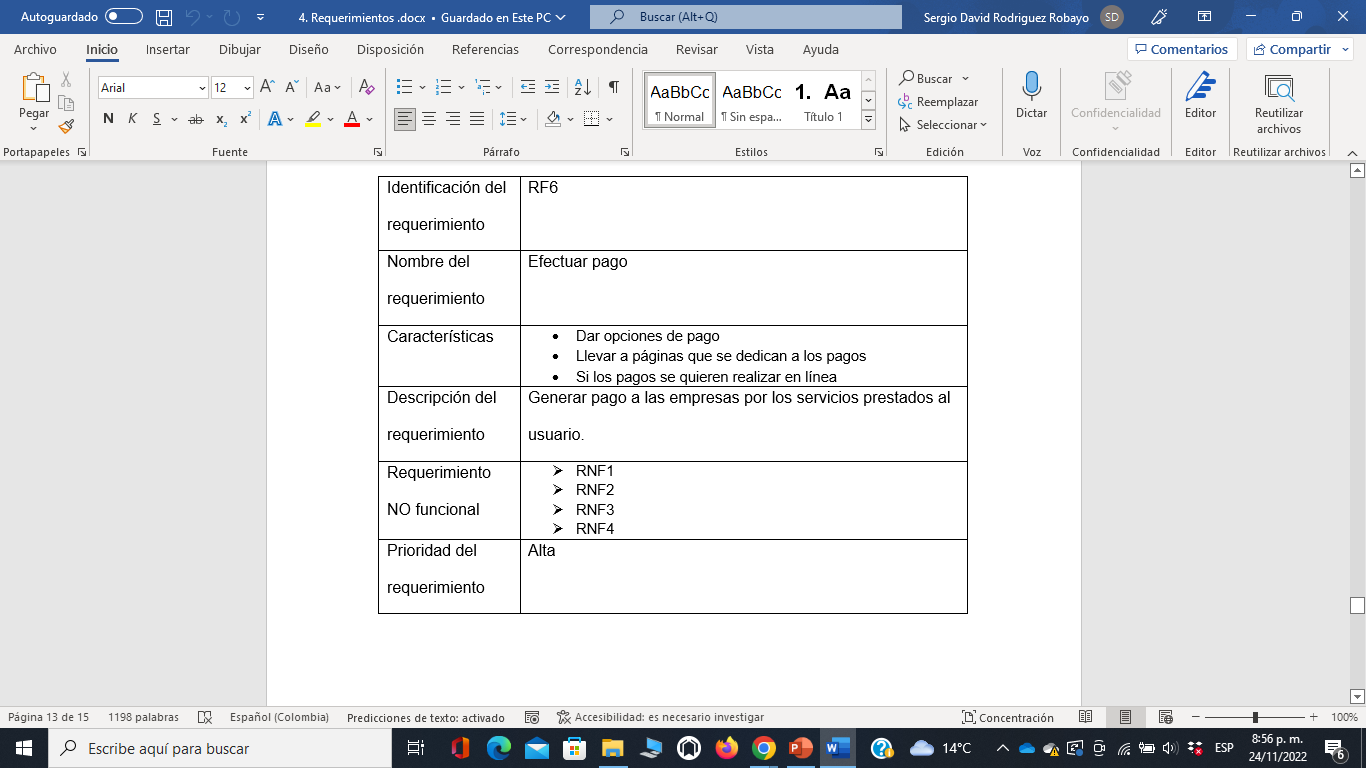 Autoguardado
4. Requerimientos .docx • Guardado en Este PC
Buscar (Alt+Q)
Sergio David Rodriguez Robayo
SD
Archivo
Inicio
Insertar
Dibujar
Diseño
Disposición
Referencias
Correspondencia
Revisar
Vista
Ayuda
Comentarios
Compartir
Pegar
Portapapeles
Arial
12
Aa
N K S ab x2 x2 A A
Fuente
Párrafo
AaBbCc
¶ Normal
AaBbCc
¶ Sin espa...
1. Aa
Título 1
Estilos
Buscar
Reemplazar
Seleccionar
Edición
Dictar
Voz
Confidencialidad
Confidencialidad
Editor
Editor
Reutilizar
archivos
Reutilizar archivos
Identificación del
requerimiento
RF6
Nombre del
requerimiento
Efectuar pago
Características
• Dar opciones de pago
• Llevar a páginas que se dedican a los pagos
• Si los pagos se quieren realizar en línea
Descripción del
requerimiento
Generar pago a las empresas por los servicios prestados al
usuario.
Requerimiento
NO funcional
➢ RNF1
➢ RNF2
➢ RNF3
➢ RNF4
Prioridad del
requerimiento
Alta
Página 13 de 15
1198 palabras
Español (Colombia)
Predicciones de texto: activado
Accesibilidad: es necesario investigar
Concentración
100%
Escribe aquí para buscar
14°C
ESP
8:56 p. m.
24/11/2022
6